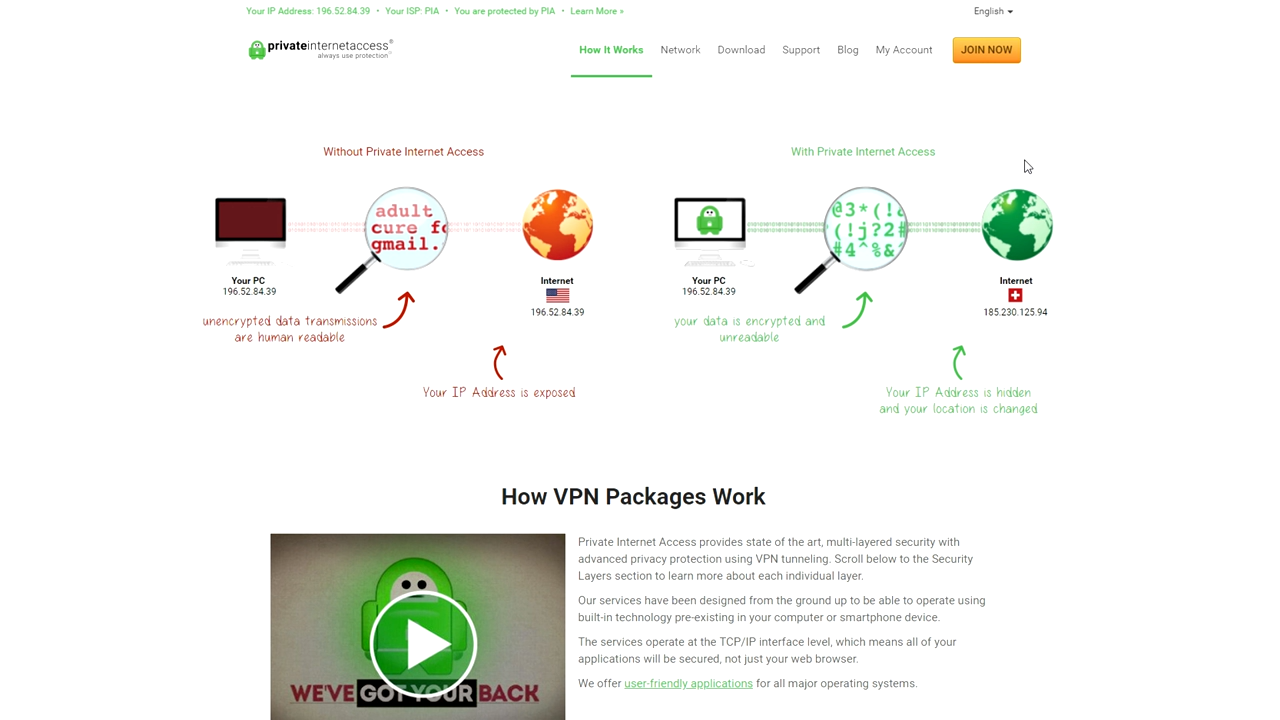 Your IP Address: 196.52.84.39 • Your ISP: PIA • You are protected by PIA • Learn More »
English
privateinternetaccess®
always use protection
How It Works
Network
Download
Support
Blog
My Account
JOIN NOW
Without Private Internet Access
With Private Internet Access
adult
cure fo
gmail.
@3*(!
(!j?2#
#4^%&
Your PC
196.52.84.39
Internet
196.52.84.39
Your PC
196.52.84.39
Internet
185.230.125.94
unencrypted data transmissions
are human readable
Your IP Address is exposed
your data is encrypted and
unreadable
Your IP Address is hidden
and your location is changed
How VPN Packages Work
WE'VE GOT YOUR BACK
Private Internet Access provides state of the art, multi-layered security with
advanced privacy protection using VPN tunneling. Scroll below to the Security
Layers section to learn more about each individual layer.
Our services have been designed from the ground up to be able to operate using
built-in technology pre-existing in your computer or smartphone device.
The services operate at the TCP/IP interface level, which means all of your
applications will be secured, not just your web browser.
We offer user-friendly applications for all major operating systems.